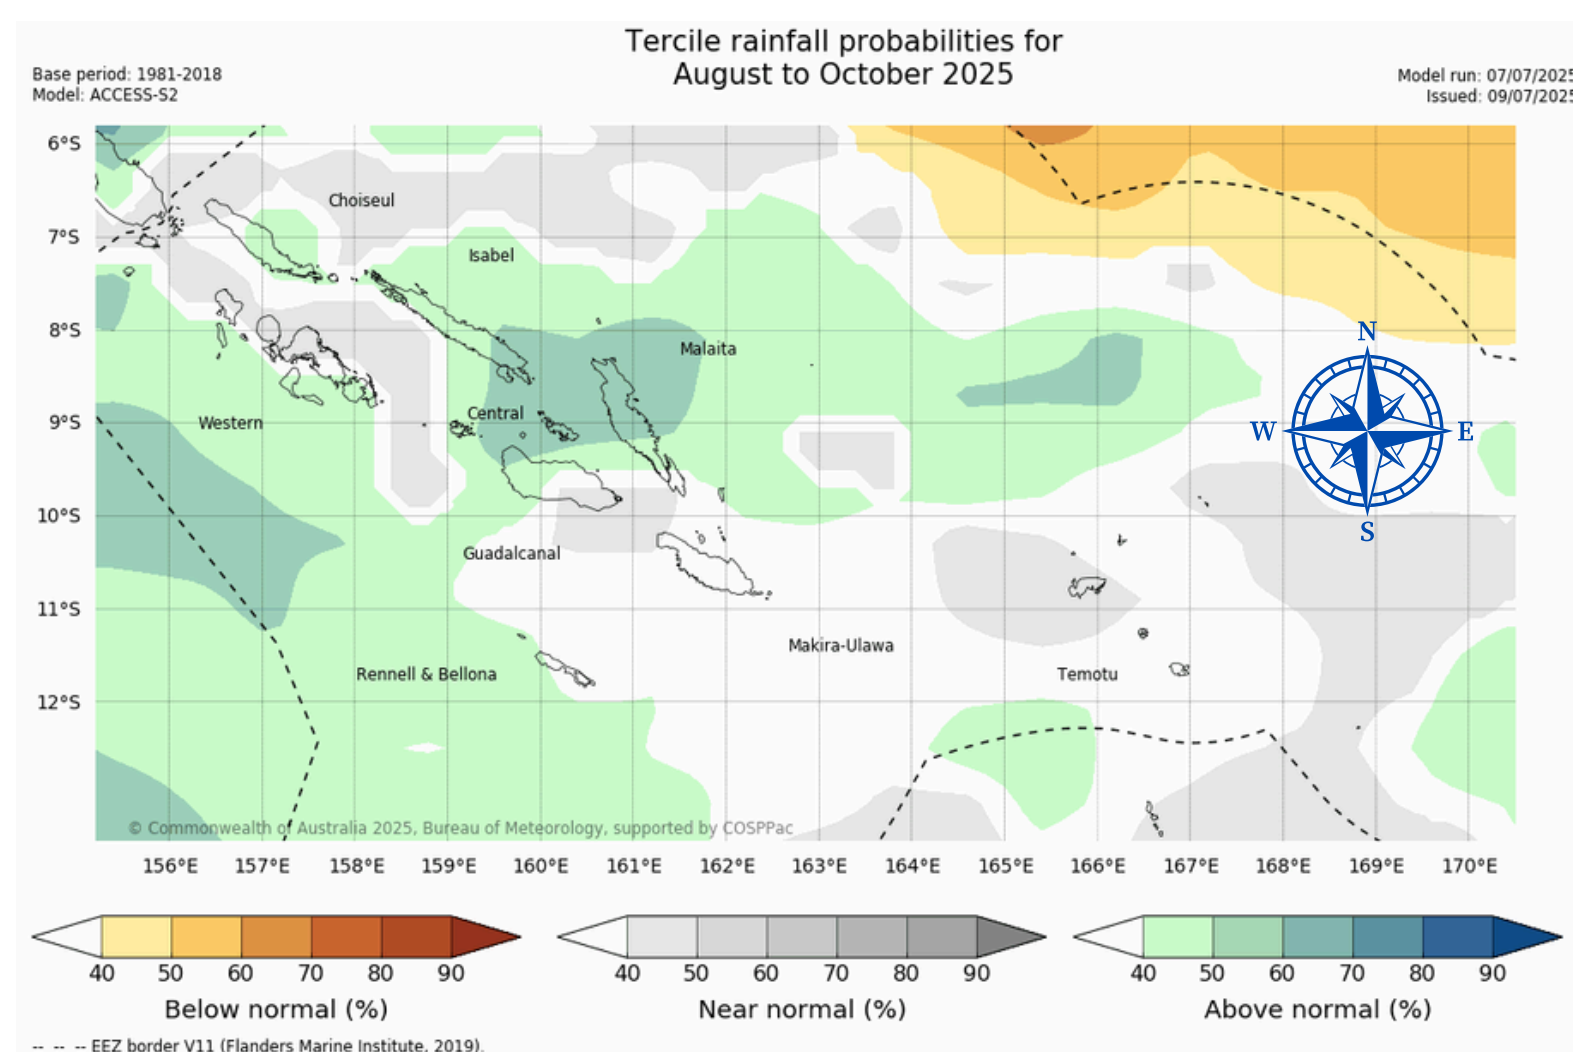 Tercile rainfall probabilities for
August to October 2025
Base period: 1981-2018
Model: ACCESS-S2
Model run: 07/07/2025
Issued: 09/07/2025
6°S
7°S
8°S
9°S
10°S
11°S
12°S
Choiseul
Isabel
Malaita
Western
Central
Guadalcanal
Makira-Ulawa
Rennell & Bellona
Temotu
N
W
E
S
© Commonwealth of Australia 2025, Bureau of Meteorology, supported by COSPPac
156°E 157°E 158°E 159°E 160°E 161°E 162°E 163°E 164°E 165°E 166°E 167°E 168°E 169°E 170°E
40 50 60 70 80 90
Below normal (%)
40 50 60 70 80 90
Near normal (%)
40 50 60 70 80 90
Above normal (%)
-- -- -- EEZ border V11 (Flanders Marine Institute, 2019).